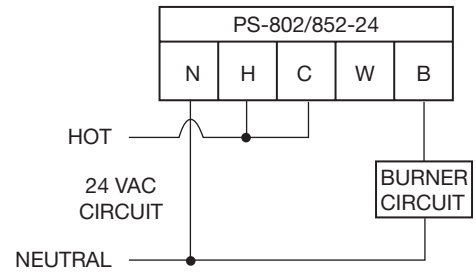 PS-802/852-24
N H C W B
HOT
24 VAC
CIRCUIT
BURNER
CIRCUIT
NEUTRAL